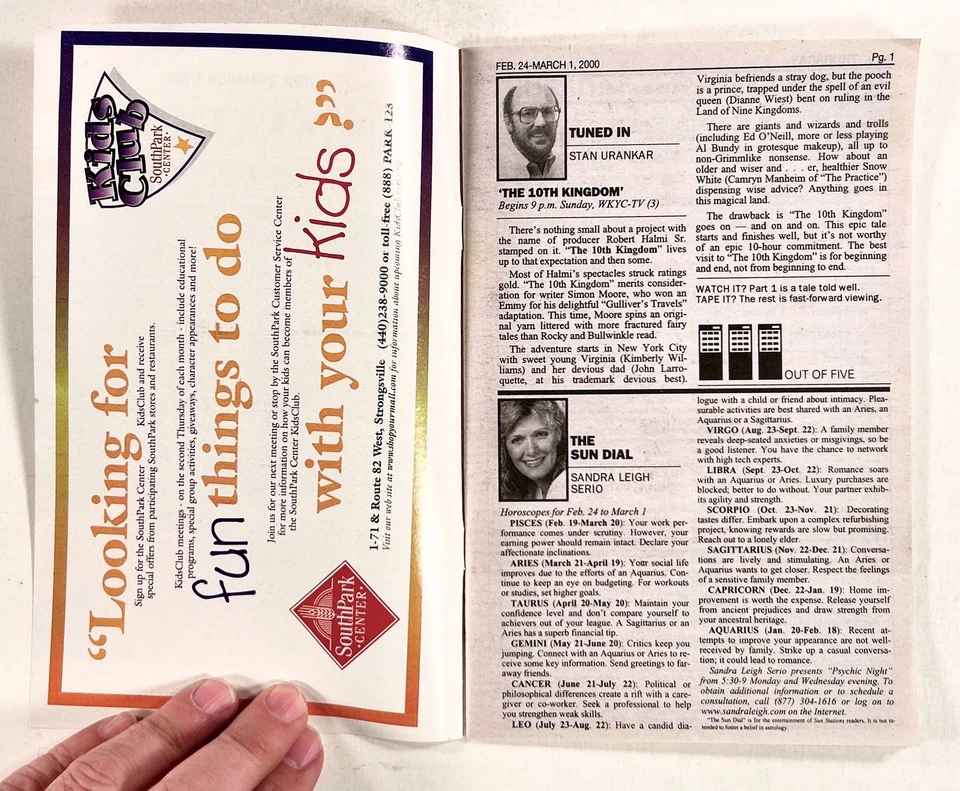 Kids
Club
SouthPark
•CENTER•
"Looking for
Sign up for the SouthPark Center KidsClub and receive
special offers from participating SouthPark stores and restaurants.
KidsClub meetings - on the second Thursday of each month - include educational
programs, special group activities, giveaways, character appearances and more!
fun things to do
Join us for our next meeting or stop by the SouthPark Customer Service Center
for more information on how your kids can become members of
the SouthPark Center KidsClub.
with your kids ?"
I-71 & Route 82 West, Strongsville (440)238-9000 or toll-free (888) PARK 123
Visit our web site at www.shopyourmall.com for information about upcoming KidsClub
SouthPark
•CENTER•
FEB. 24-MARCH 1, 2000
Pg. 1
TUNED IN
STAN URANKAR
'THE 10TH KINGDOM'
Begins 9 p.m. Sunday, WKYC-TV (3)
There's nothing small about a project with
the name of producer Robert Halmi Sr.
stamped on it. "The 10th Kingdom" lives
up to that expectation and then some.
Most of Halmi's spectacles struck ratings
gold. "The 10th Kingdom" merits consider-
ation for writer Simon Moore, who won an
Emmy for his delightful "Gulliver's Travels"
adaptation. This time, Moore spins an origi-
nal yarn littered with more fractured fairy
tales than Rocky and Bullwinkle read.
The adventure starts in New York City
with sweet young Virginia (Kimberly Wil-
liams) and her devious dad (John Larro-
quette, at his trademark devious best).
Virginia befriends a stray dog, but the pooch
is a prince, trapped under the spell of an evil
queen (Dianne Wiest) bent on ruling in the
Land of Nine Kingdoms.
There are giants and wizards and trolls
(including Ed O'Neill, more or less playing
Al Bundy in grotesque makeup), all up to
non-Grimmlike nonsense. How about an
older and wiser and . . . er, healthier Snow
White (Camryn Manheim of "The Practice")
dispensing wise advice? Anything goes in
this magical land.
The drawback is "The 10th Kingdom"
goes on — and on and on. This epic tale
starts and finishes well, but it's not worthy
of an epic 10-hour commitment. The best
visit to "The 10th Kingdom" is for beginning
and end, not from beginning to end.
WATCH IT? Part 1 is a tale told well.
TAPE IT? The rest is fast-forward viewing.
OUT OF FIVE
THE
SUN DIAL
SANDRA LEIGH
SERIO
Horoscopes for Feb. 24 to March 1
PISCES (Feb. 19-March 20): Your work per-
formance comes under scrutiny. However, your
earning power should remain intact. Declare your
affectionate inclinations.
ARIES (March 21-April 19): Your social life
improves due to the efforts of an Aquarius. Con-
tinue to keep an eye on budgeting. For workouts
or studies, set higher goals.
TAURUS (April 20-May 20): Maintain your
confidence level and don't compare yourself to
achievers out of your league. A Sagittarius or an
Aries has a superb financial tip.
GEMINI (May 21-June 20): Critics keep you
jumping. Connect with an Aquarius or Aries to re-
ceive some key information. Send greetings to far-
away friends.
CANCER (June 21-July 22): Political or
philosophical differences create a rift with a care-
giver or co-worker. Seek a professional to help
you strengthen weak skills.
LEO (July 23-Aug. 22): Have a candid dia-
logue with a child or friend about intimacy. Plea-
surable activities are best shared with an Aries, an
Aquarius or a Sagittarius.
VIRGO (Aug. 23-Sept. 22): A family member
reveals deep-seated anxieties or misgivings, so be
a good listener. You have the chance to network
with high tech experts.
LIBRA (Sept. 23-Oct. 22): Romance soars
with an Aquarius or Aries. Luxury purchases are
blocked; better to do without. Your partner exhib-
its agility and strength.
SCORPIO (Oct. 23-Nov. 21): Decorating
tastes differ. Embark upon a complex refurbishing
project, knowing rewards are slow but promising.
Reach out to a lonely elder.
SAGITTARIUS (Nov. 22-Dec. 21): Conversa-
tions are lively and stimulating. An Aries or
Aquarius wants to get closer. Respect the feelings
of a sensitive family member.
CAPRICORN (Dec. 22-Jan. 19): Home im-
provement is worth the expense. Release yourself
from ancient prejudices and draw strength from
your ancestral heritage.
AQUARIUS (Jan. 20-Feb. 18): Recent at-
tempts to improve your appearance are not well-
received by family. Strike up a casual conversa-
tion; it could lead to romance.
Sandra Leigh Serio presents "Psychic Night"
from 5:30-9 Monday and Wednesday evening. To
obtain additional information or to schedule a
consultation, call (877) 304-1616 or log on to
www.sandraleigh.com on the Internet.
"The Sun Dial" is for the entertainment of Sun Stations readers. It is not in-
tended to foster a belief in astrology.